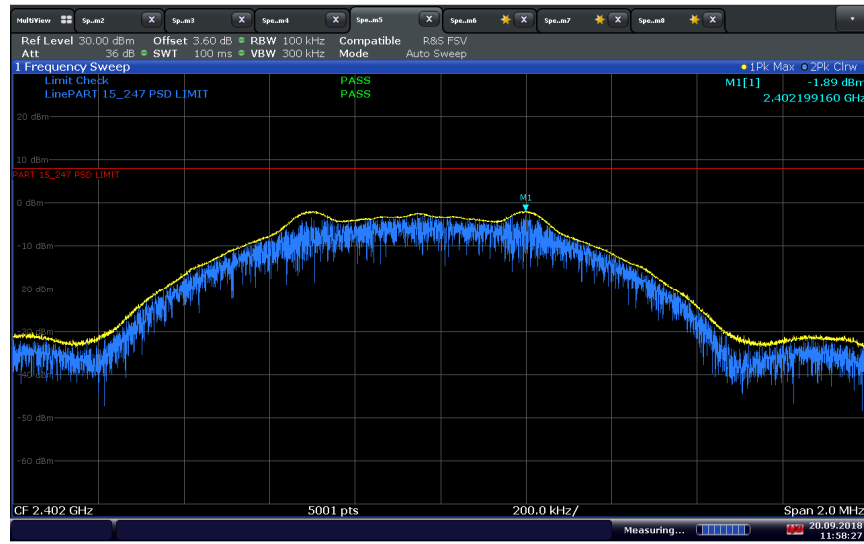 MultiView Sp..m2 X Sp..m3 X Spe..m4 X Spe..m5 X Spe..m6 X Spe..m7 X Spe..m8 X
Ref Level 30.00 dBm Offset 3.60 dB RBW 100 kHz Compatible R&S FSV
Att 36 dB SWT 100 ms VBW 300 kHz Mode Auto Sweep
1 Frequency Sweep 1Pk Max 2Pk Clrw
Limit Check PASS M1[1] -1.89 dBm
LinePART 15_247 PSD LIMIT PASS 2.402199160 GHz
20 dBm
10 dBm
PART 15_247 PSD LIMIT
0 dBm
M1
-10 dBm
-20 dBm
-30 dBm
-40 dBm
-50 dBm
-60 dBm
CF 2.402 GHz 5001 pts 200.0 kHz/ Span 2.0 MHz
Measuring... 20.09.2018
11:58:27